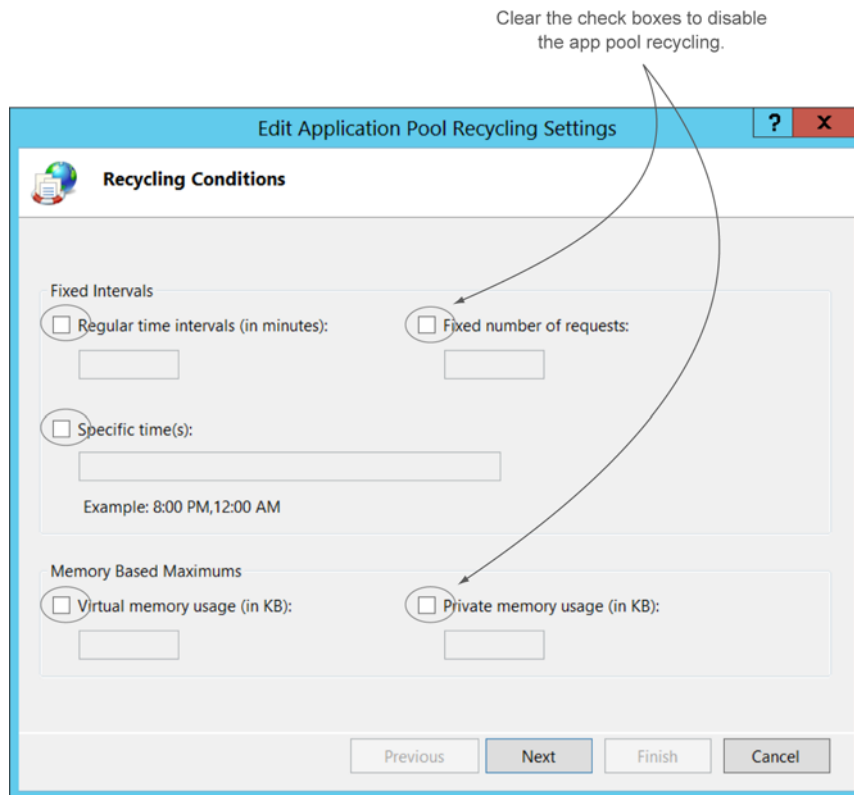 Clear the check boxes to disable
the app pool recycling.
Edit Application Pool Recycling Settings
? x
Recycling Conditions
Fixed Intervals
Regular time intervals (in minutes):
Fixed number of requests:
Specific time(s):
Example: 8:00 PM,12:00 AM
Memory Based Maximums
Virtual memory usage (in KB):
Private memory usage (in KB):
Previous
Next
Finish
Cancel